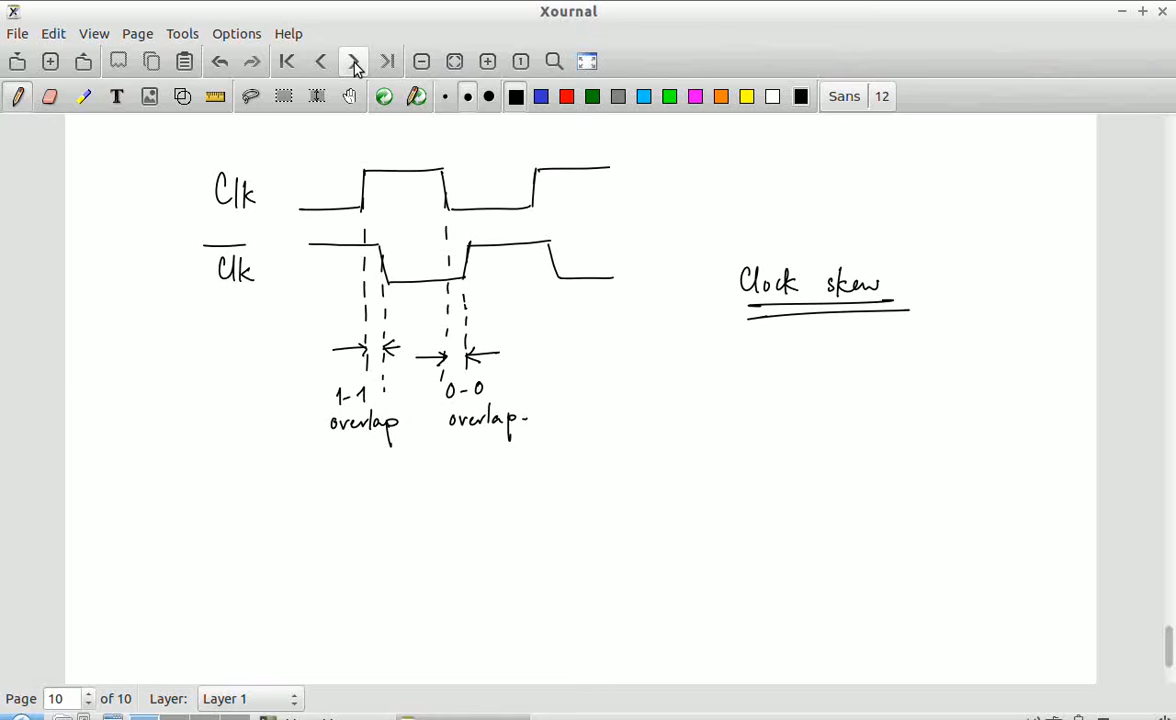 Xournal
File Edit View Page Tools Options Help
Sans 12
Clk
C̅l̅k̅
Clock skew
1-1 overlap
0-0 overlap-
Page 10 of 10 Layer: Layer 1